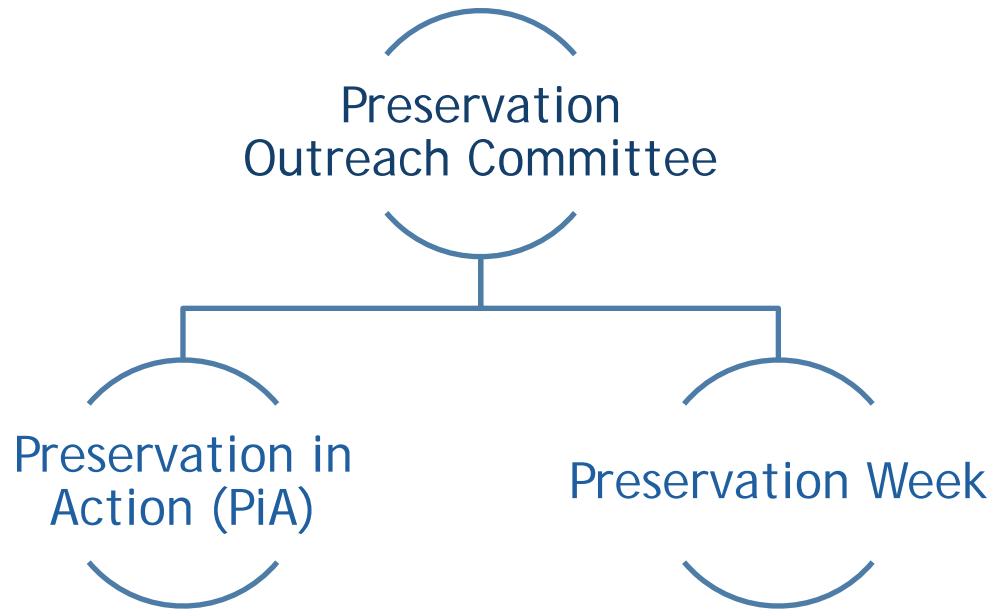 Preservation
Outreach Committee
Preservation in
Action (PiA)
Preservation Week